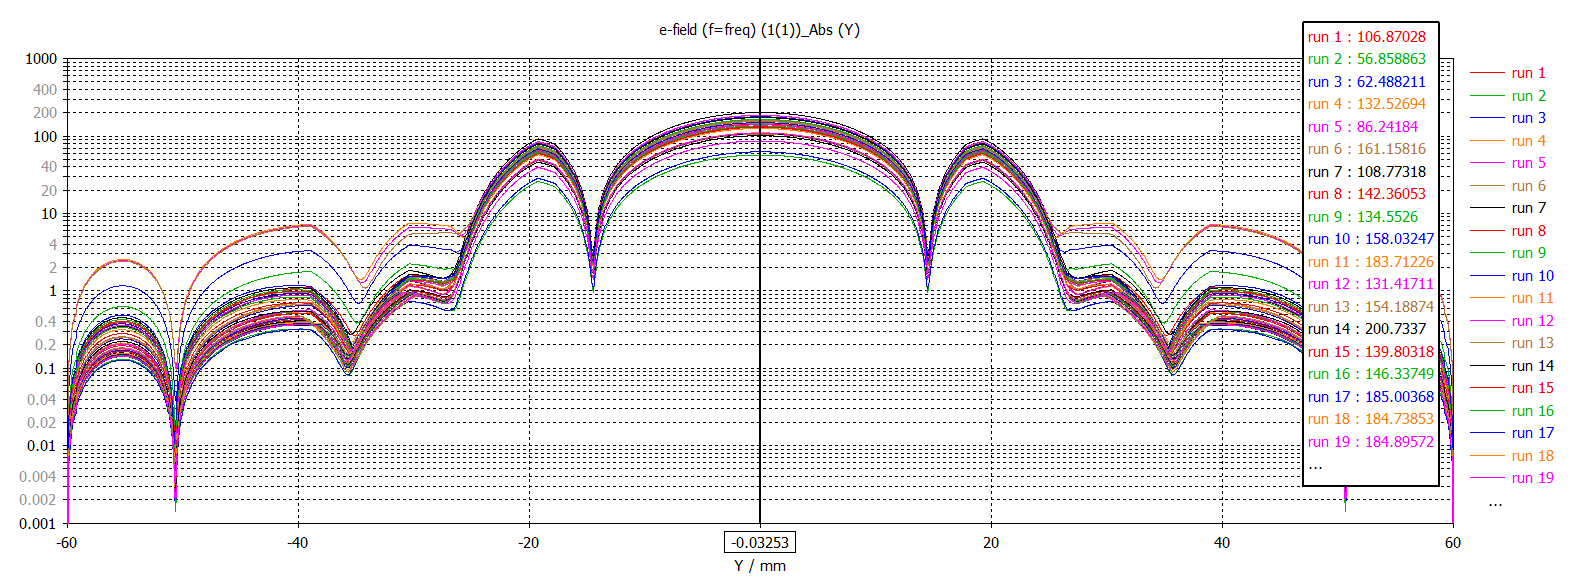 e-field (f=freq) (1(1))_Abs (Y)
1000
400
200
100
40
20
10
4
2
1
0.4
0.2
0.1
0.04
0.02
0.01
0.004
0.002
0.001
-60
-40
-20
-0.03253
20
40
60
Y / mm
run 1 : 106.87028
run 2 : 56.858863
run 3 : 62.488211
run 4 : 132.52694
run 5 : 86.24184
run 6 : 161.15816
run 7 : 108.77318
run 8 : 142.36053
run 9 : 134.5526
run 10 : 158.03247
run 11 : 183.71226
run 12 : 131.41711
run 13 : 154.18874
run 14 : 200.7337
run 15 : 139.80318
run 16 : 146.33749
run 17 : 185.00368
run 18 : 184.73853
run 19 : 184.89572
...
run 1
run 2
run 3
run 4
run 5
run 6
run 7
run 8
run 9
run 10
run 11
run 12
run 13
run 14
run 15
run 16
run 17
run 18
run 19
...